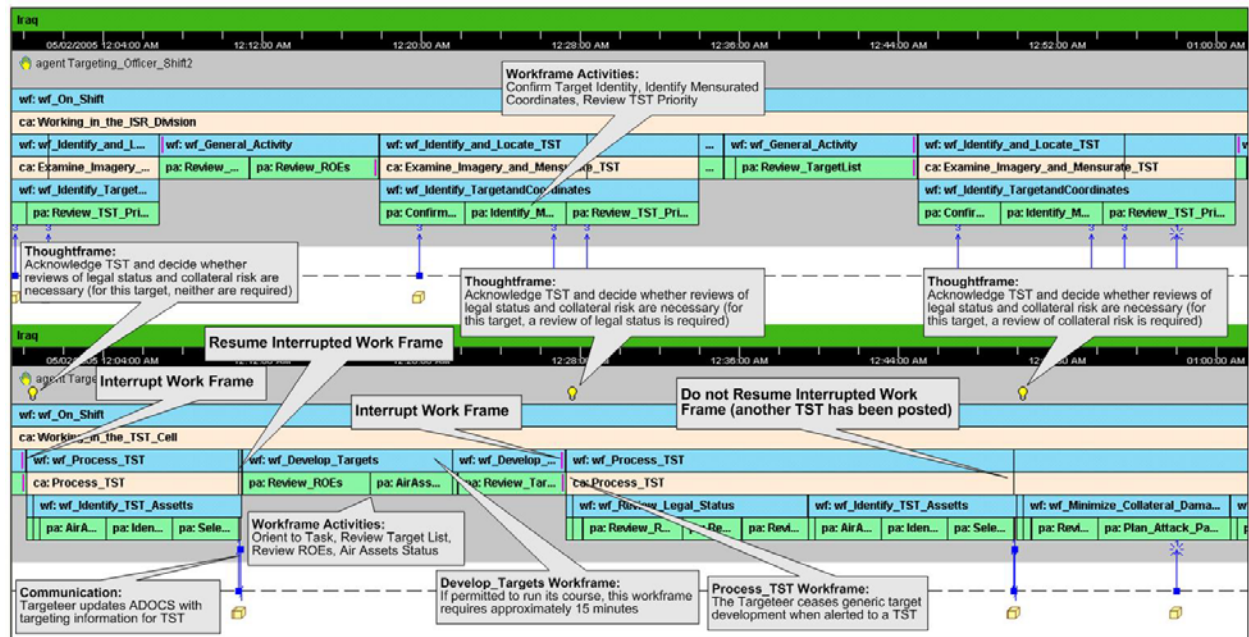 Iraq
05/02/2005 12:04:00 AM 12:12:00 AM 12:20:00 AM 12:28:00 AM 12:36:00 AM 12:44:00 AM 12:52:00 AM 01:00:00 AM
agent Targeting_Officer_Shift2
Workframe Activities:
Confirm Target Identity, Identify Mensurated
Coordinates, Review TST Priority
wf: wf_On_Shift
ca: Working_in_the_ISR_Division
wf: wf_Identify_and_L... wf: wf_General_Activity wf: wf_Identify_and_Locate_TST ... wf: wf_General_Activity wf: wf_Identify_and_Locate_TST
ca: Examine_Imagery_... pa: Review_... pa: Review_ROEs ca: Examine_Imagery_and_Mensurate_TST ... pa: Review_TargetList ca: Examine_Imagery_and_Mensurate_TST
wf: wf_Identify_Target... wf: wf_Identify_TargetandCoordinates wf: wf_Identify_TargetandCoordinates
pa: Review_TST_Pri... pa: Confirm... pa: Identify_M... pa: Review_TST_Pri... pa: Confir... pa: Identify_M... pa: Review_TST_Pri...
Thoughtframe:
Acknowledge TST and decide whether
reviews of legal status and collateral risk are
necessary (for this target, neither are required)
Thoughtframe:
Acknowledge TST and decide whether reviews of
legal status and collateral risk are necessary (for
this target, a review of legal status is required)
Thoughtframe:
Acknowledge TST and decide whether reviews of
legal status and collateral risk are necessary (for
this target, a review of collateral risk is required)
Iraq
05/02/2005 12:04:00 AM 12:28:00 AM 12:36:00 AM 12:44:00 AM 01:00:00 AM
Resume Interrupted Work Frame
agent Targe
Interrupt Work Frame
Interrupt Work Frame
Do not Resume Interrupted Work
Frame (another TST has been posted)
wf: wf_On_Shift
ca: Working_in_the_TST_Cell
wf: wf_Process_TST wf: wf_Develop_Targets wf: wf_Develop_... wf: wf_Process_TST
ca: Process_TST pa: Review_ROEs pa: AirAss... pa: Review_Tar... ca: Process_TST
wf: wf_Identify_TST_Assetts wf: wf_Review_Legal_Status wf: wf_Identify_TST_Assetts wf: wf_Minimize_Collateral_Dama...
pa: AirA... pa: Iden... pa: Sele... pa: Review_R... pa: Re... pa: Revi... pa: AirA... pa: Iden... pa: Sele... pa: Revi... pa: Plan_Attack_Pa...
Workframe Activities:
Orient to Task, Review Target List,
Review ROEs, Air Assets Status
Communication:
Targeteer updates ADOCS with
targeting information for TST
Develop_Targets Workframe:
If permitted to run its course, this workframe
requires approximately 15 minutes
Process_TST Workframe:
The Targeteer ceases generic target
development when alerted to a TST